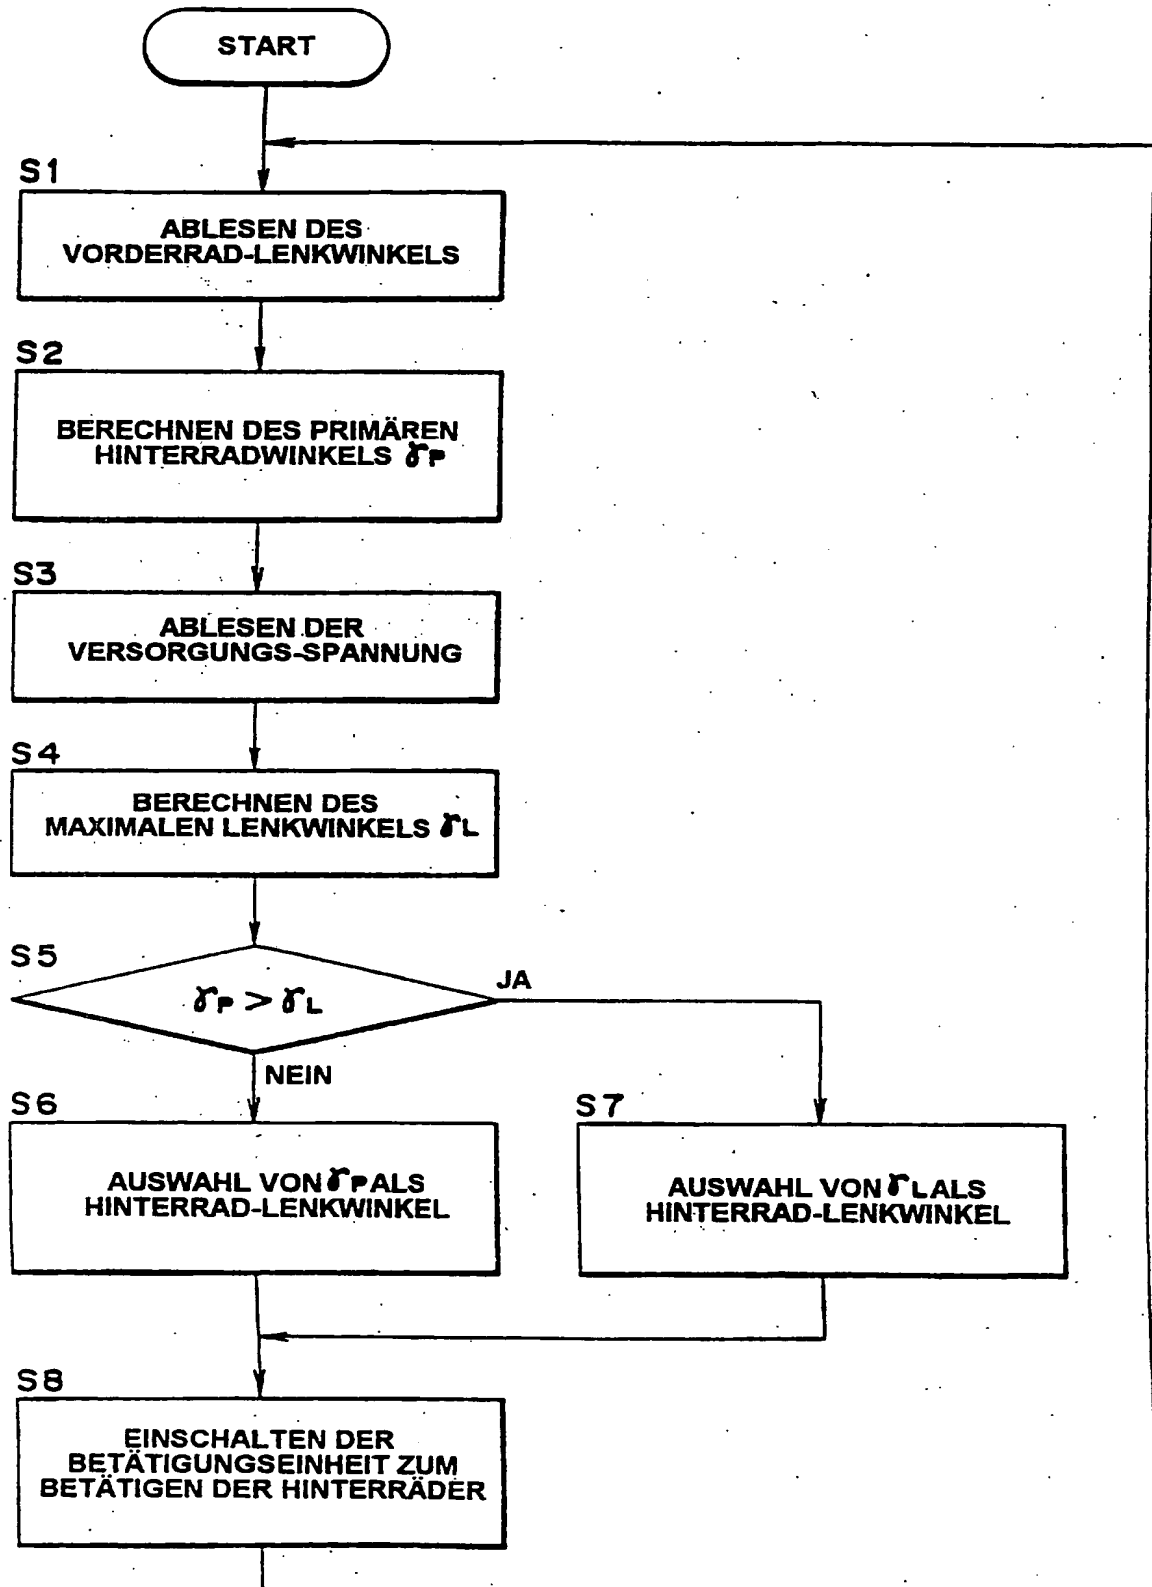 START
S1
ABLESEN DES
VORDERRAD-LENKWINKELS
S2
BERECHNEN DES PRIMÄREN
HINTERRADWINKELS γP
S3
ABLESEN DER
VERSORGUNGS-SPANNUNG
S4
BERECHNEN DES
MAXIMALEN LENKWINKELS γL
S5
γP > γL
JA
NEIN
S6
AUSWAHL VON γP ALS
HINTERRAD-LENKWINKEL
S7
AUSWAHL VON γL ALS
HINTERRAD-LENKWINKEL
S8
EINSCHALTEN DER
BETÄTIGUNGSEINHEIT ZUM
BETÄTIGEN DER HINTERRÄDER